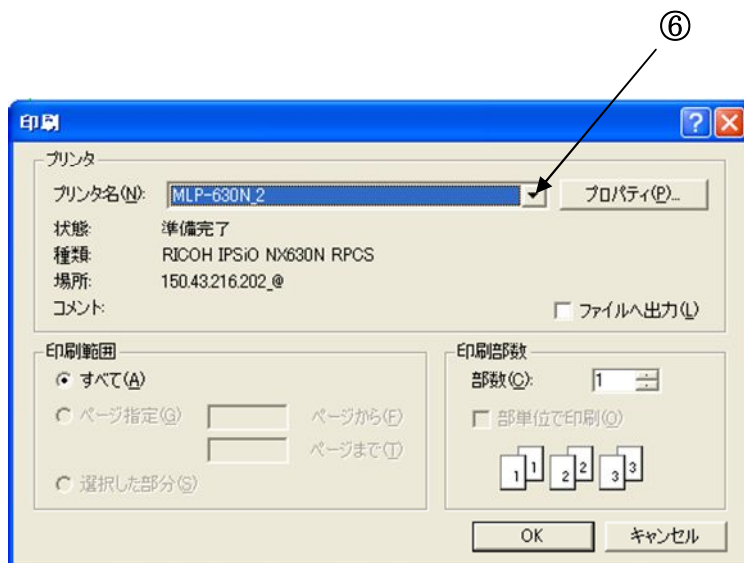 ⑥
印刷
プリンタ
プリンタ名(N): MLP-630N_2 プロパティ(P)...
状態: 準備完了
種類: RICOH IPSiO NX630N RPCS
場所: 150.43.216.202_@
コメント: ファイルへ出力(L)
印刷範囲
すべて(A)
ページ指定(G) ページから(F)
ページまで(T)
選択した部分(S)
印刷部数
部数(C): 1
部単位で印刷(O)
1 1 2 2 3 3
OK キャンセル